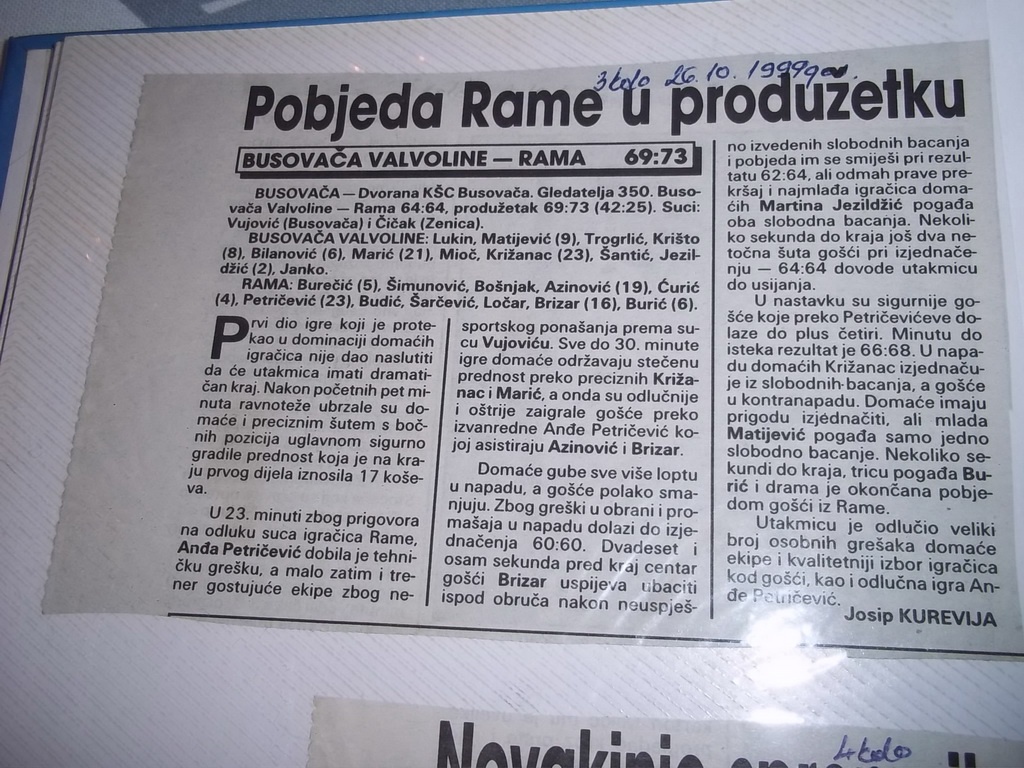 3 kolo 26.10.1999
Pobjeda Rame u produžetku
BUSOVAČA VALVOLINE — RAMA 69:73
BUSOVAČA — Dvorana KŠC Busovača. Gledatelja 350. Buso-
vača Valvoline — Rama 64:64, produžetak 69:73 (42:25). Suci:
Vujović (Busovača) i Čičak (Zenica).
BUSOVAČA VALVOLINE: Lukin, Matijević (9), Trogrlić, Krišto
(8), Bilanović (6), Marić (21), Mioč, Križanac (23), Šantić, Jezil-
džić (2), Janko.
RAMA: Burečić (5), Šimunović, Bošnjak, Azinović (19), Ćurić
(4), Petričević (23), Budić, Šarčević, Ločar, Brizar (16), Burić (6).
Prvi dio igre koji je prote-
kao u dominaciji domaćih
igračica nije dao naslutiti
da će utakmica imati dramati-
čan kraj. Nakon početnih pet mi-
nuta ravnoteže ubrzale su do-
maće i preciznim šutem s boč-
nih pozicija uglavnom sigurno
gradile prednost koja je na kra-
ju prvog dijela iznosila 17 koše-
va.
U 23. minuti zbog prigovora
na odluku suca igračica Rame,
Anđa Petričević dobila je tehni-
čku grešku, a malo zatim i tre-
ner gostujuće ekipe zbog ne-
sportskog ponašanja prema su-
cu Vujoviću. Sve do 30. minute
igre domaće održavaju stečenu
prednost preko preciznih Križa-
nac i Marić, a onda su odlučnije
i oštrije zaigrale gošće preko
izvanredne Anđe Petričević ko-
joj asistiraju Azinović i Brizar.
Domaće gube sve više loptu
u napadu, a gošće polako sma-
njuju. Zbog greški u obrani i pro-
mašaja u napadu dolazi do izje-
dnačenja 60:60. Dvadeset i
osam sekunda pred kraj centar
gošći Brizar uspijeva ubaciti
ispod obruča nakon neuspješ-
no izvedenih slobodnih bacanja
i pobjeda im se smiješi pri rezul-
tatu 62:64, ali odmah prave pre-
kršaj i najmlađa igračica doma-
ćih Martina Jezildžić pogađa
oba slobodna bacanja. Nekoli-
ko sekunda do kraja još dva ne-
točna šuta gošći pri izjednače-
nju — 64:64 dovode utakmicu
do usijanja.
U nastavku su sigurnije go-
šće koje preko Petričevićeve do-
laze do plus četiri. Minutu do
isteka rezultat je 66:68. U napa-
du domaćih Križanac izjednaču-
je iz slobodnih bacanja, a gošće
u kontranapadu. Domaće imaju
prigodu izjednačiti, ali mlada
Matijević pogađa samo jedno
slobodno bacanje. Nekoliko se-
kundi do kraja, tricu pogađa Bu-
rić i drama je okončana pobje-
dom gošći iz Rame.
Utakmicu je odlučio veliki
broj osobnih grešaka domaće
ekipe i kvalitetniji izbor igračica
kod gošći, kao i odlučna igra An-
đe Petričević.
Josip KUREVIJA
4 kolo
Novakinje